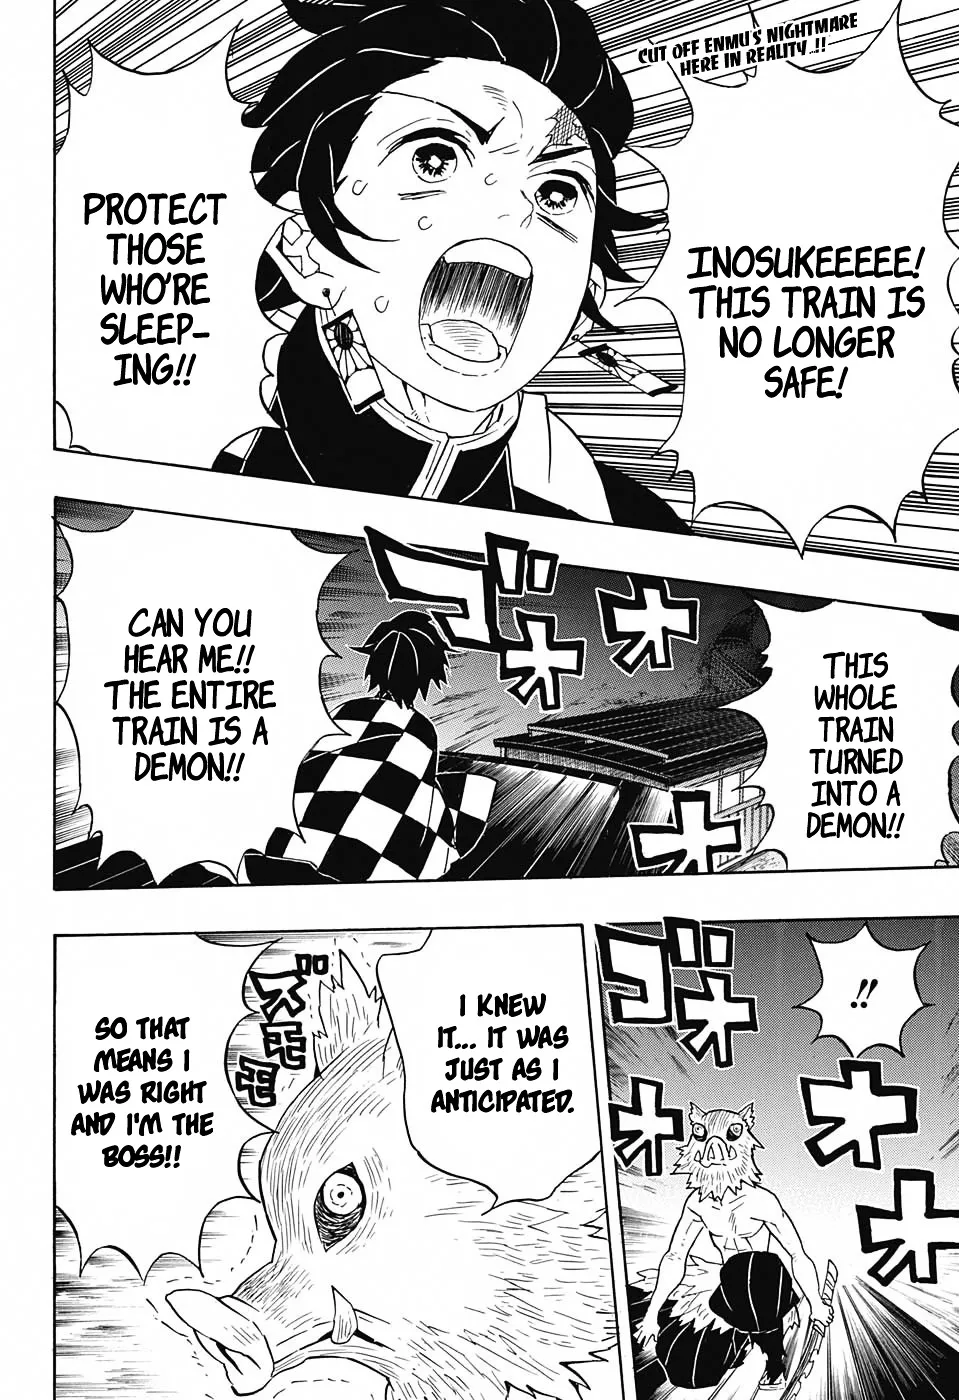 CUT OFF ENMU'S NIGHTMARE
HERE IN REALITY...!!
INOSUKEEEEE!
THIS TRAIN IS
NO LONGER
SAFE!
PROTECT
THOSE
WHO'RE
SLEEP-
ING!!
THIS
WHOLE
TRAIN
TURNED
INTO A
DEMON!!
ゴオオオ
CAN YOU
HEAR ME!!
THE ENTIRE
TRAIN IS A
DEMON!!
!!
ゴオオオ
I KNEW
IT... IT WAS
JUST AS I
ANTICIPATED.
SO THAT
MEANS I
WAS RIGHT
AND I'M THE
BOSS!!